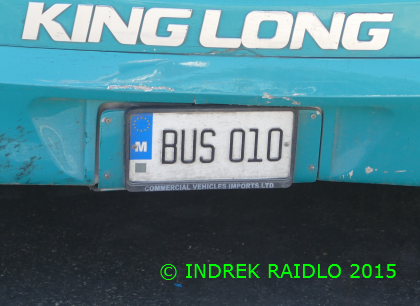 KING LONG
M BUS 010
COMMERCIAL VEHICLES IMPORTS LTD
© INDREK RAIDLO 2015